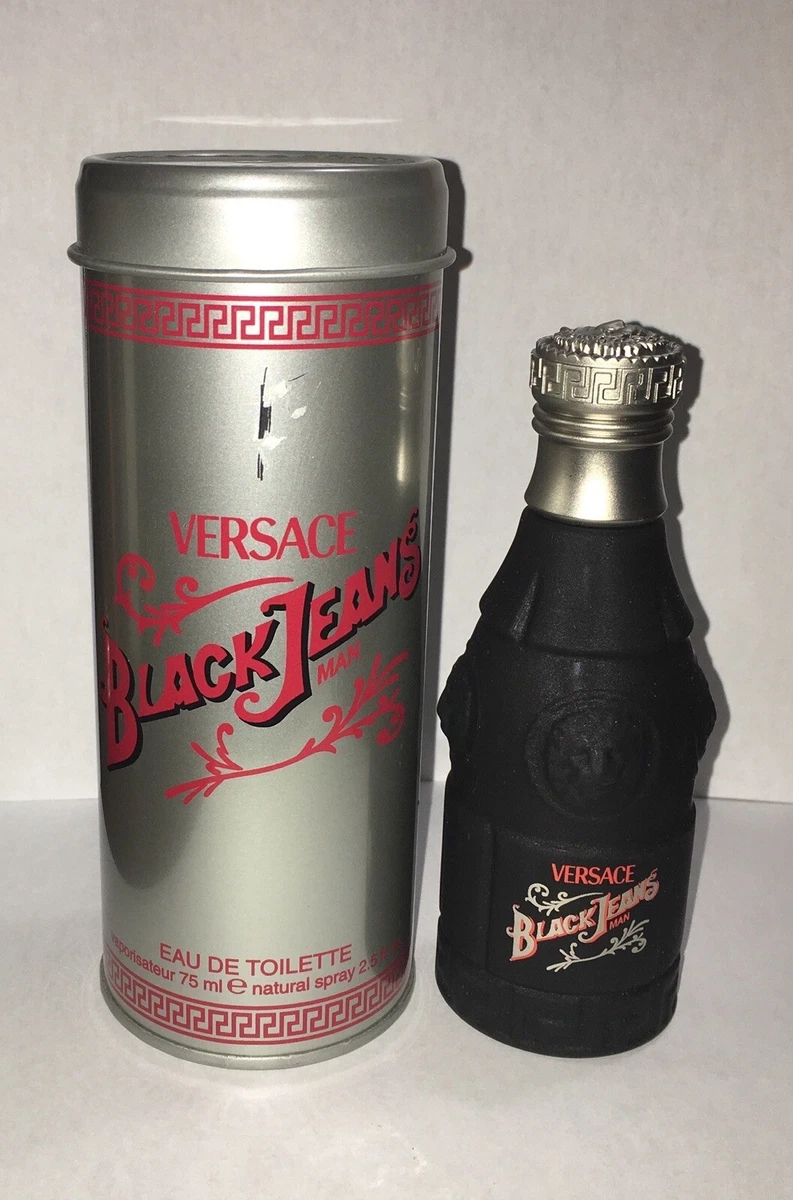 VERSACE
BLACK JEANS
MAN
EAU DE TOILETTE
vaporisateur 75 ml e natural spray 2.5
VERSACE
BLACK JEANS
MAN